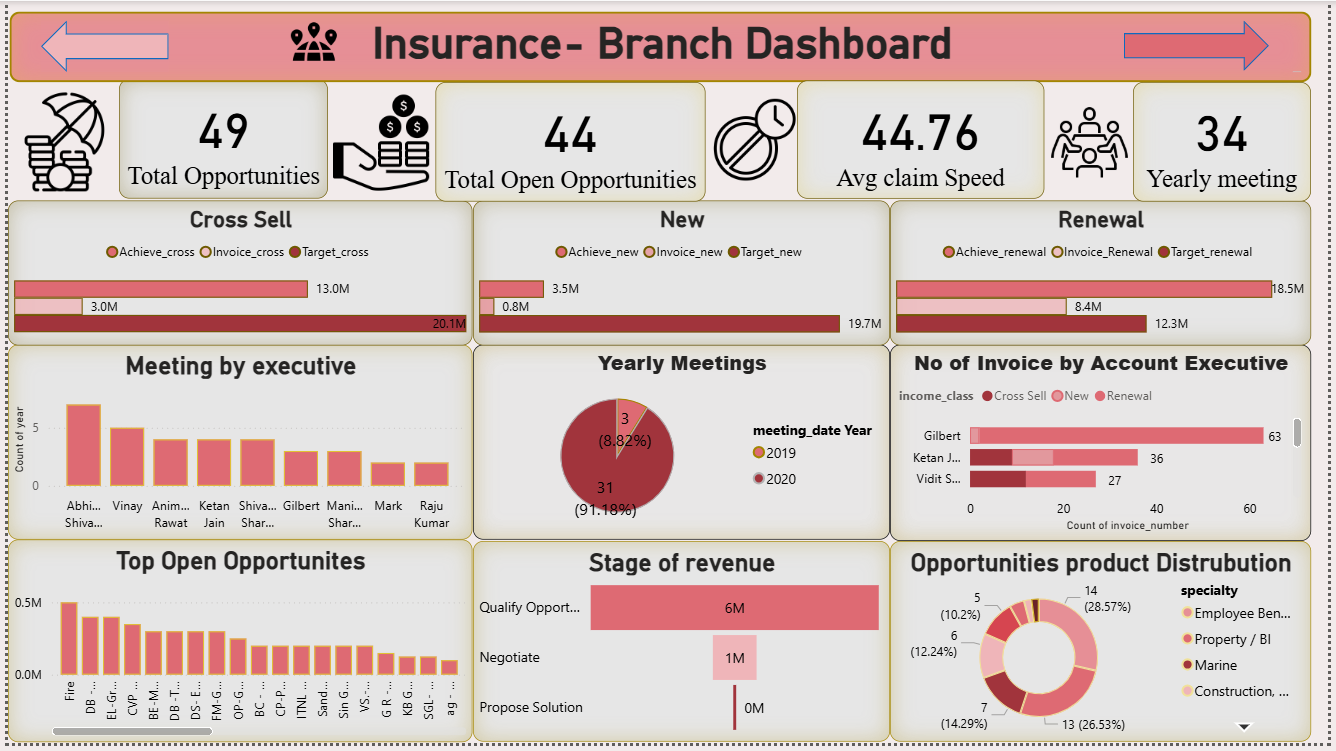 Insurance- Branch Dashboard
$
$ $
49
Total Opportunities
44
Total Open Opportunities
44.76
Avg claim Speed
34
Yearly meeting
Cross Sell
Achieve_cross Invoice_cross Target_cross
13.0M
3.0M
20.1M
New
Achieve_new Invoice_new Target_new
3.5M
0.8M
19.7M
Renewal
Achieve_renewal Invoice_Renewal Target_renewal
18.5M
8.4M
12.3M
Meeting by executive
Count of year
5
0
Abhi... Vinay Anim... Ketan Shiva... Gilbert Mani... Mark Raju
Shiva... Rawat Jain Shar... Shar... Kumar
Yearly Meetings
3
(8.82%)
31
(91.18%)
meeting_date Year
2019
2020
No of Invoice by Account Executive
income_class Cross Sell New Renewal
Gilbert 63
Ketan J... 36
Vidit S... 27
0 20 40 60
Count of invoice_number
Top Open Opportunites
0.5M
0.0M
Fire
DB -...
EL-Gr...
CVP ...
BE-M...
DB -T...
DS- E...
FM-G...
OP-G...
BC - ...
CP-P...
ITNL ...
Sand...
Sin G...
VS-...
G R -...
KB G...
SGL- ...
ag - ...
Stage of revenue
Qualify Opport... 6M
Negotiate 1M
Propose Solution 0M
Opportunities product Distrubution
14
(28.57%)
13 (26.53%)
7
(14.29%)
6
(12.24%)
5
(10.2%)
specialty
Employee Ben...
Property / BI
Marine
Construction, ...